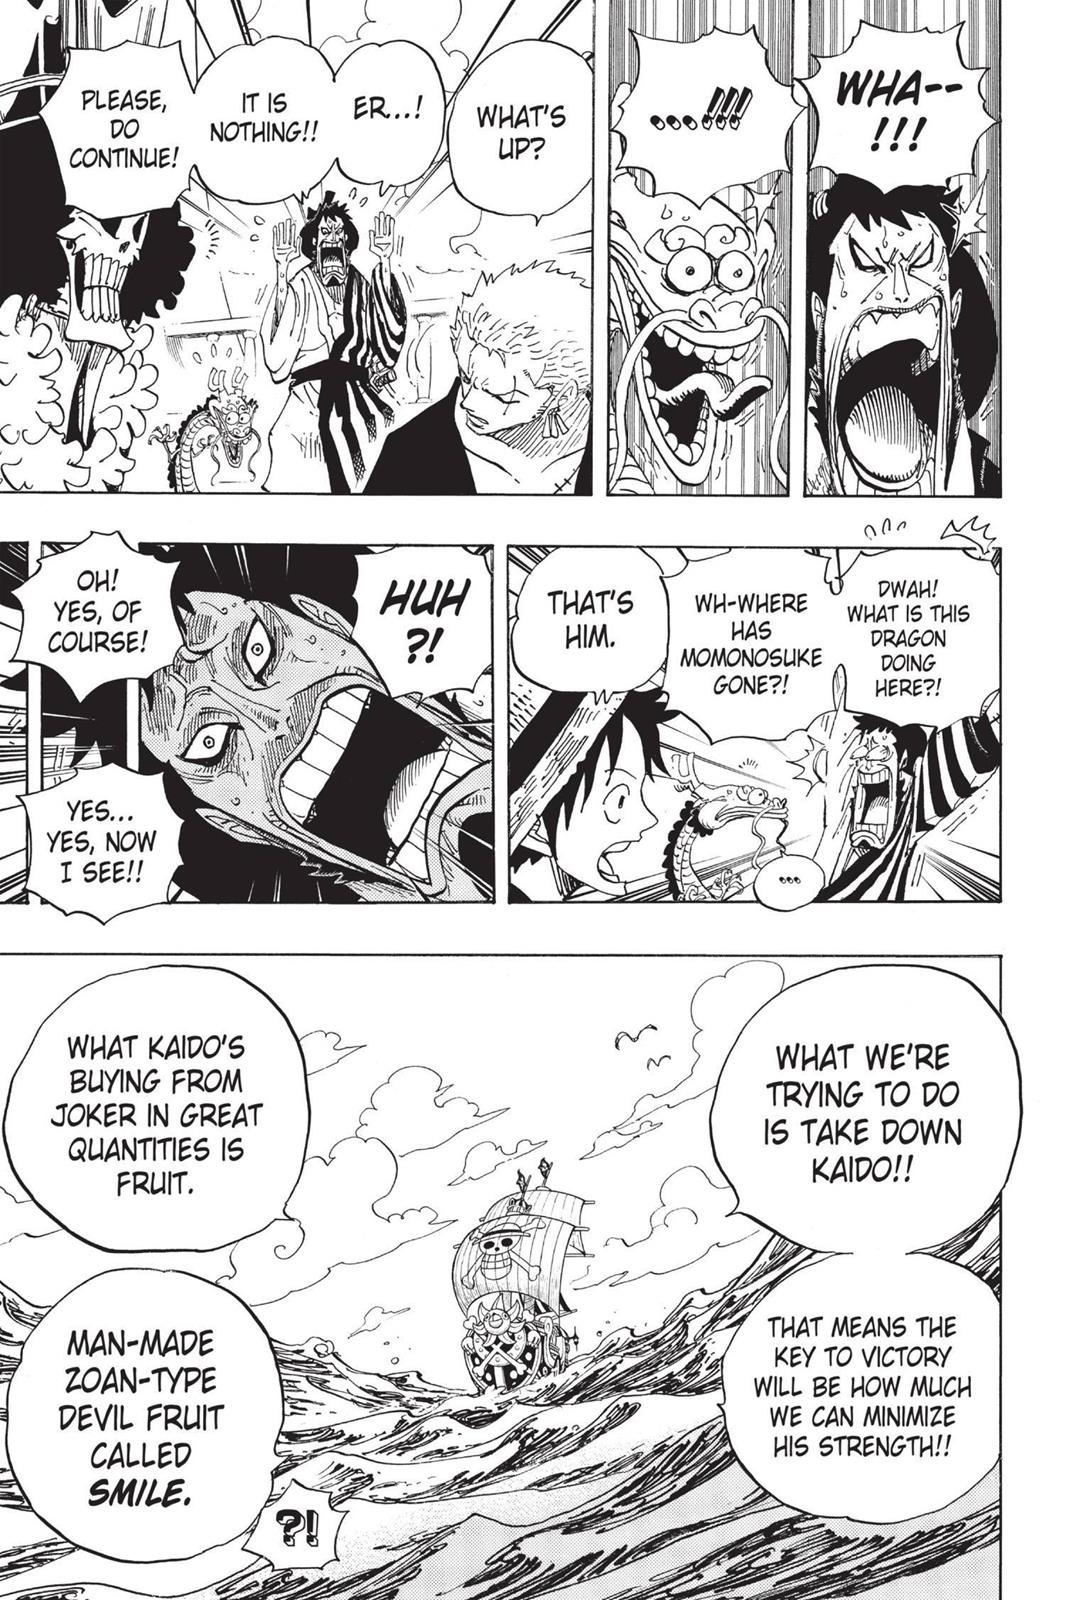 WHA--
!!!
...!!!
WHAT'S
UP?
ER...!
IT IS
NOTHING!!
PLEASE,
DO
CONTINUE!
DWAH!
WHAT IS THIS
DRAGON
DOING
HERE?!
WH-WHERE
HAS
MOMONOSUKE
GONE?!
...
THAT'S
HIM.
HUH
?!
OH!
YES, OF
COURSE!
YES...
YES, NOW
I SEE!!
WHAT WE'RE
TRYING TO DO
IS TAKE DOWN
KAIDO!!
THAT MEANS THE
KEY TO VICTORY
WILL BE HOW MUCH
WE CAN MINIMIZE
HIS STRENGTH!!
WHAT KAIDO'S
BUYING FROM
JOKER IN GREAT
QUANTITIES IS
FRUIT.
MAN-MADE
ZOAN-TYPE
DEVIL FRUIT
CALLED
SMILE.
?!